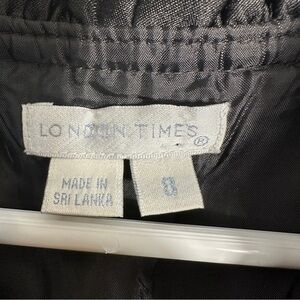 LONDON TIMES ®
MADE IN
SRI LANKA
8